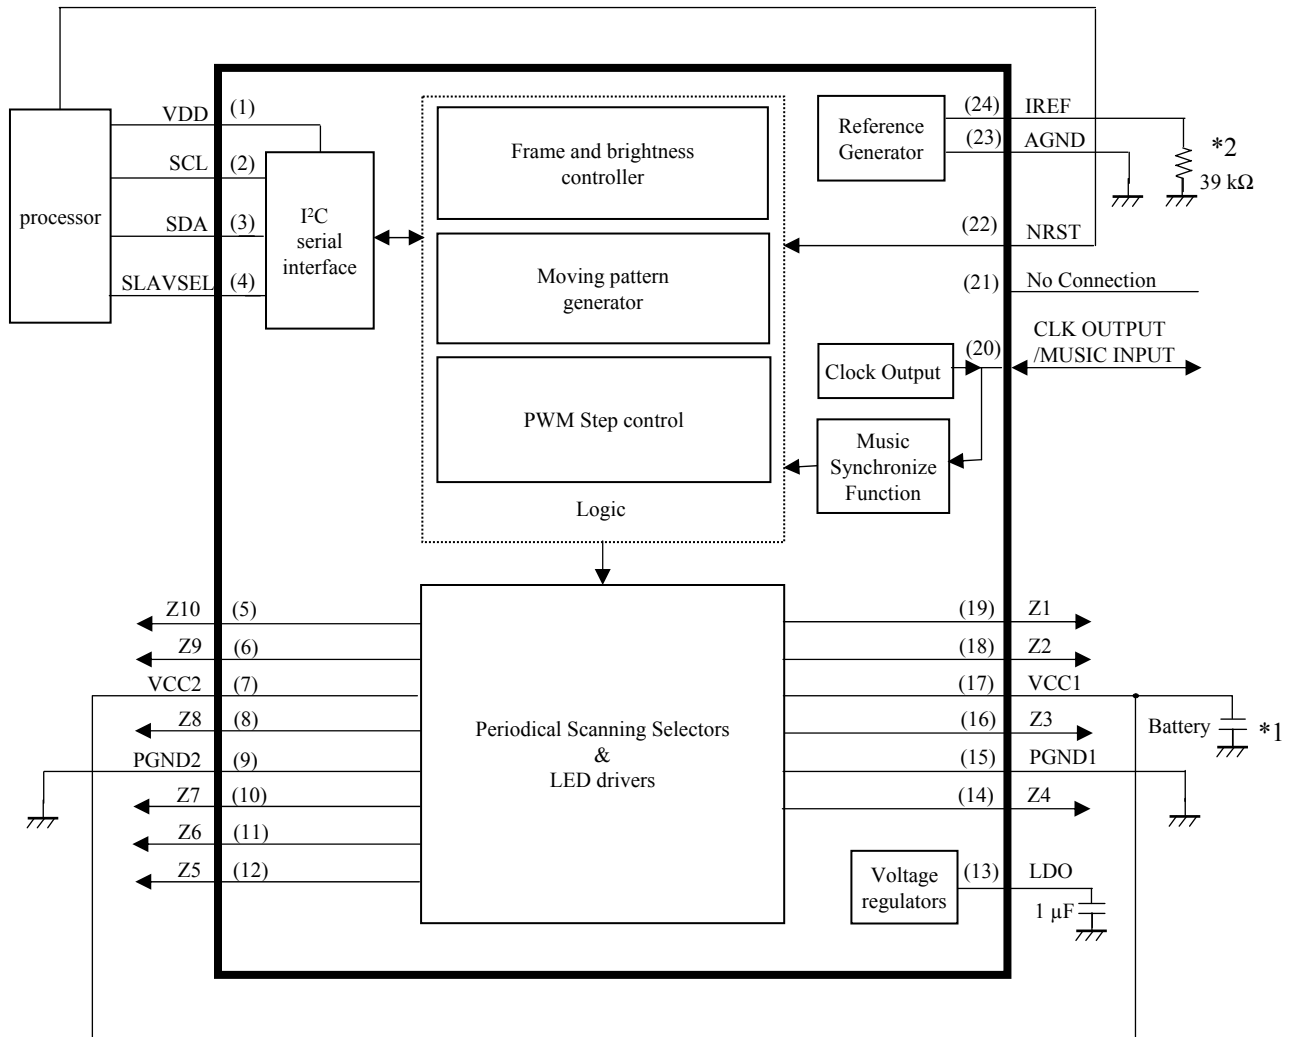 processor
VDD
(1)
SCL
(2)
SDA
(3)
SLAVSEL
(4)
I²C
serial
interface
Frame and brightness
controller
Moving pattern
generator
PWM Step control
Logic
Reference
Generator
(24)
IREF
(23)
AGND
*2
39 kΩ
(22)
NRST
(21)
No Connection
(20)
CLK OUTPUT
/MUSIC INPUT
Clock Output
Music
Synchronize
Function
Z10
(5)
Z9
(6)
VCC2
(7)
Z8
(8)
PGND2
(9)
Z7
(10)
Z6
(11)
Z5
(12)
Periodical Scanning Selectors
&
LED drivers
(19)
Z1
(18)
Z2
(17)
VCC1
(16)
Z3
Battery
*1
(15)
PGND1
(14)
Z4
Voltage
regulators
(13)
LDO
1 µF